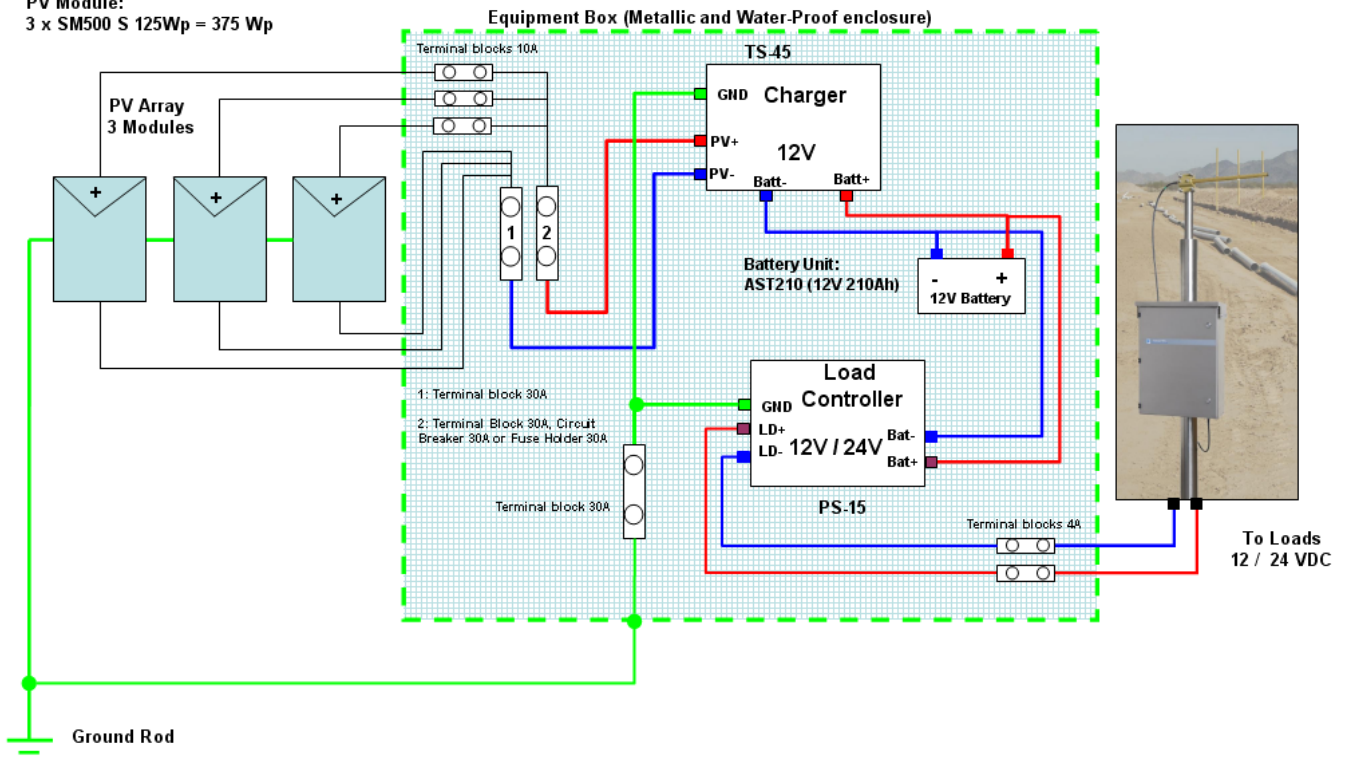 PV Module:
3 x SM500 S 125Wp = 375 Wp
Equipment Box (Metallic and Water-Proof enclosure)
Terminal blocks 10A
TS-45
GND
Charger
PV Array
3 Modules
PV+
12V
PV-
Batt-
Batt+
+
+
+
1
2
Battery Unit:
AST210 (12V 210Ah)
-
+
12V Battery
Load
Controller
1: Terminal block 30A
GND
2: Terminal Block 30A, Circuit
Breaker 30A or Fuse Holder 30A
LD+
12V / 24V
Bat-
LD-
Bat+
Terminal block 30A
PS-15
Terminal blocks 4A
To Loads
12 / 24 VDC
Ground Rod